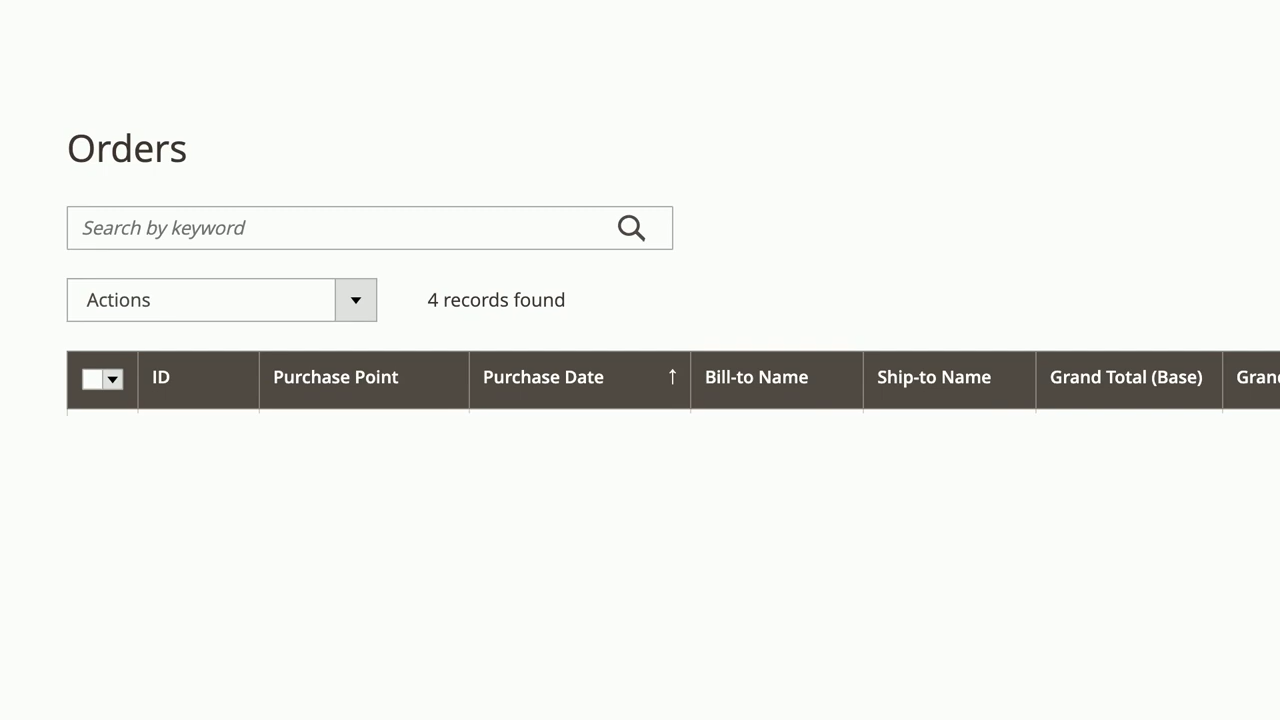 Orders
Search by keyword
Actions 4 records found
ID Purchase Point Purchase Date ↑ Bill-to Name Ship-to Name Grand Total (Base)